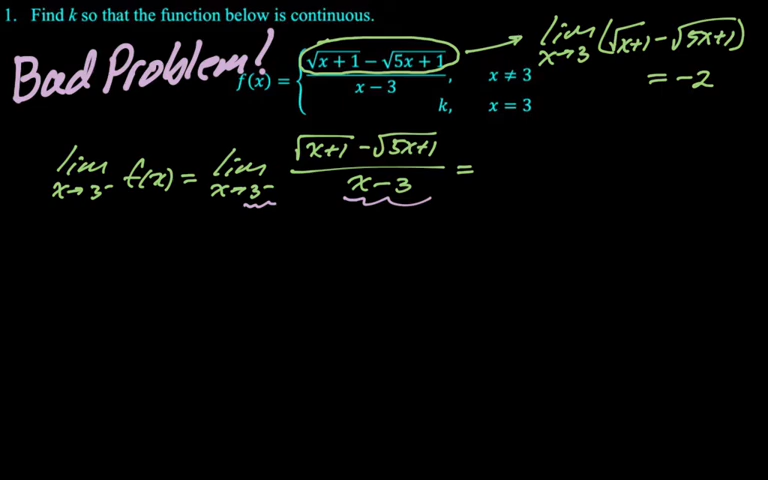 1. Find k so that the function below is continuous.
lim x→3 (√x+1 − √5x+1)
= −2
Bad Problem!
f(x) = { (√x + 1 − √5x + 1) / (x − 3), x ≠ 3
k, x = 3
lim x→3⁻ f(x) = lim x→3⁻ (√x+1 − √5x+1) / (x−3) =